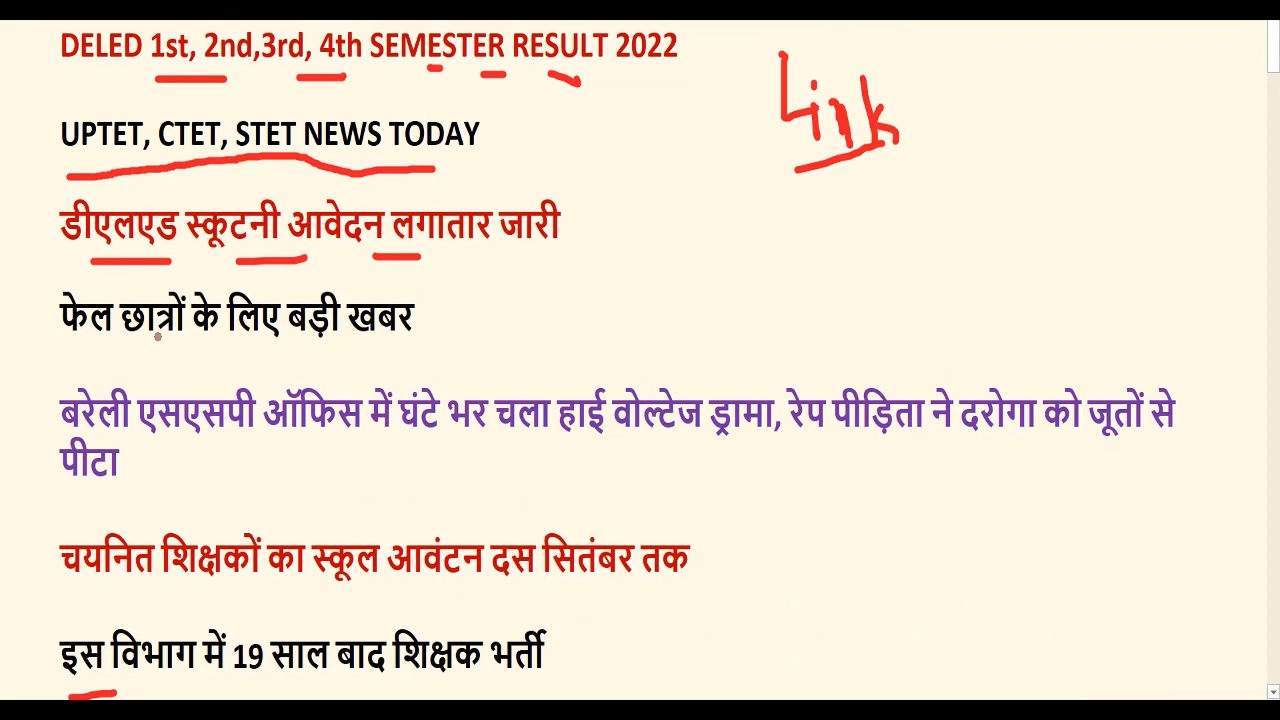 DELED 1st, 2nd,3rd, 4th SEMESTER RESULT 2022
Link
UPTET, CTET, STET NEWS TODAY
डीएलएड स्कूटनी आवेदन लगातार जारी
फेल छात्रों के लिए बड़ी खबर
बरेली एसएसपी ऑफिस में घंटे भर चला हाई वोल्टेज ड्रामा, रेप पीड़िता ने दरोगा को जूतों से
पीटा
चयनित शिक्षकों का स्कूल आवंटन दस सितंबर तक
इस विभाग में 19 साल बाद शिक्षक भर्ती